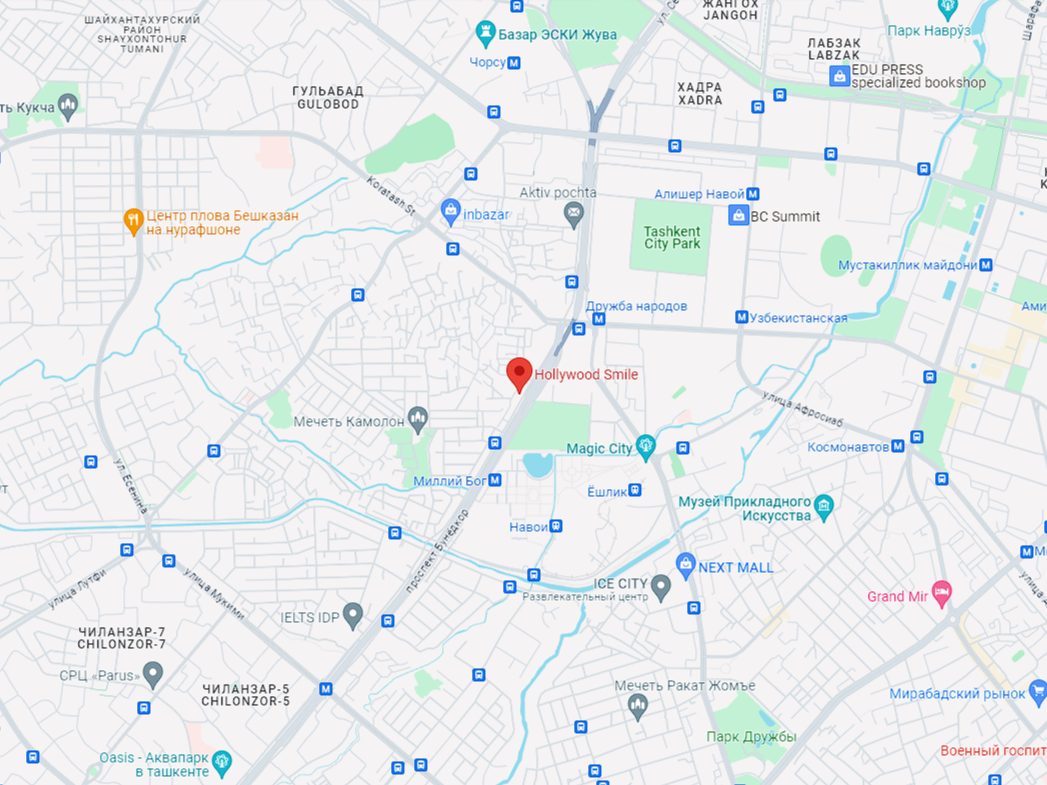 ШАЙХАНТАХУРСКИЙ
РАЙОН
SHAYXONTOHUR
TUMANI
ЖАНГОХ
JANGOH
Парк Наврўз
Базар ЭСКИ ЖУВА
Чорсу
ЛАБЗАК
LABZAK
EDU PRESS
specialized bookshop
ХАДРА
XADRA
ГУЛЬАБАД
GULOBOD
ть Кукча
Koratash St
Aktiv pochta
Алишер Навои
BC Summit
inbazar
Центр плова Бешказан
на нурафшоне
Tashkent
City Park
Мустакиллик майдони
Дружба народов
Узбекистанская
Ами
Hollywood Smile
улица Афросиаб
Мечеть Камолон
Magic City
Космонавтов
ул. Есенина
Миллий Бог
Ёшлик
Музей Прикладного
Искусства
Навои
проспект Бунёдкор
NEXT MALL
ICE CITY
Развлекательный центр
Grand Mir
улица Лутфи
улица Мукими
IELTS IDP
ЧИЛАНЗАР-7
CHILONZOR-7
СРЦ «Parus»
ЧИЛАНЗАР-5
CHILONZOR-5
Мечеть Ракат Жомъе
Мирабадский рынок
Парк Дружбы
Oasis - Аквапарк
в ташкенте
Военный госпит